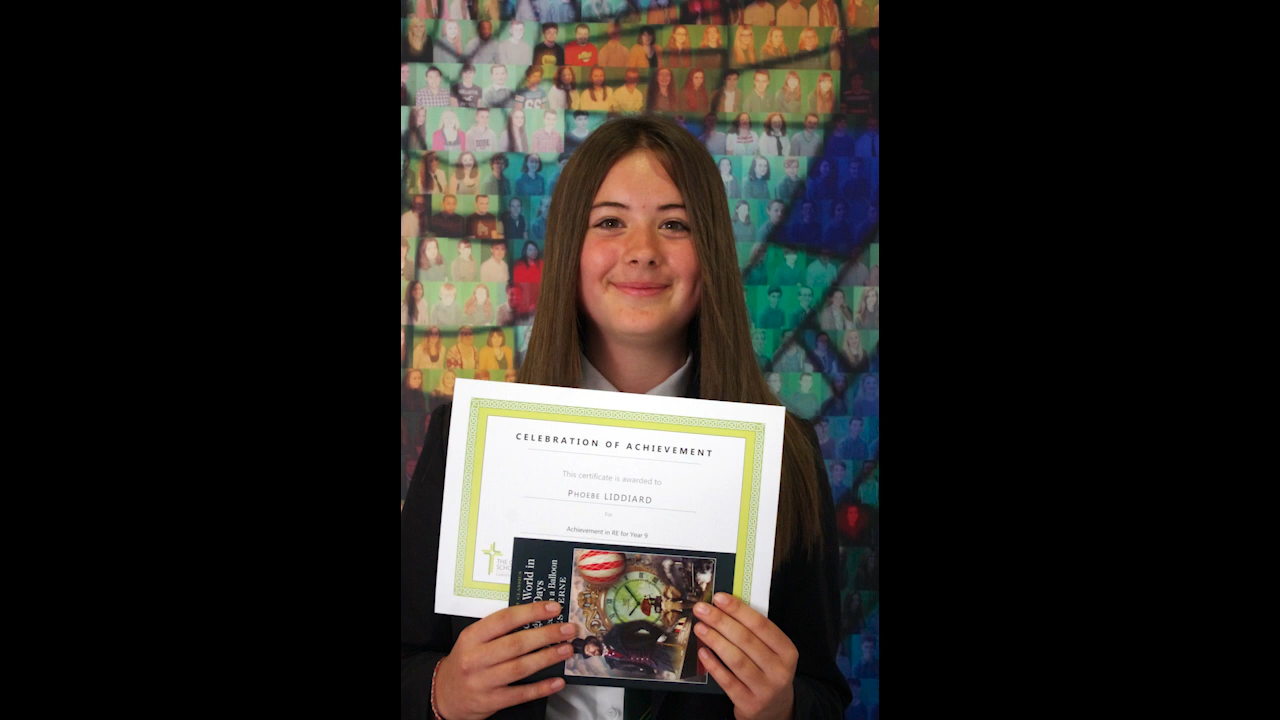 CELEBRATION OF ACHIEVEMENT
This certificate is awarded to
PHOEBE LIDDIARD
For
Achievement in RE for Year 9
THE
World in
Days
a Balloon
ERNE